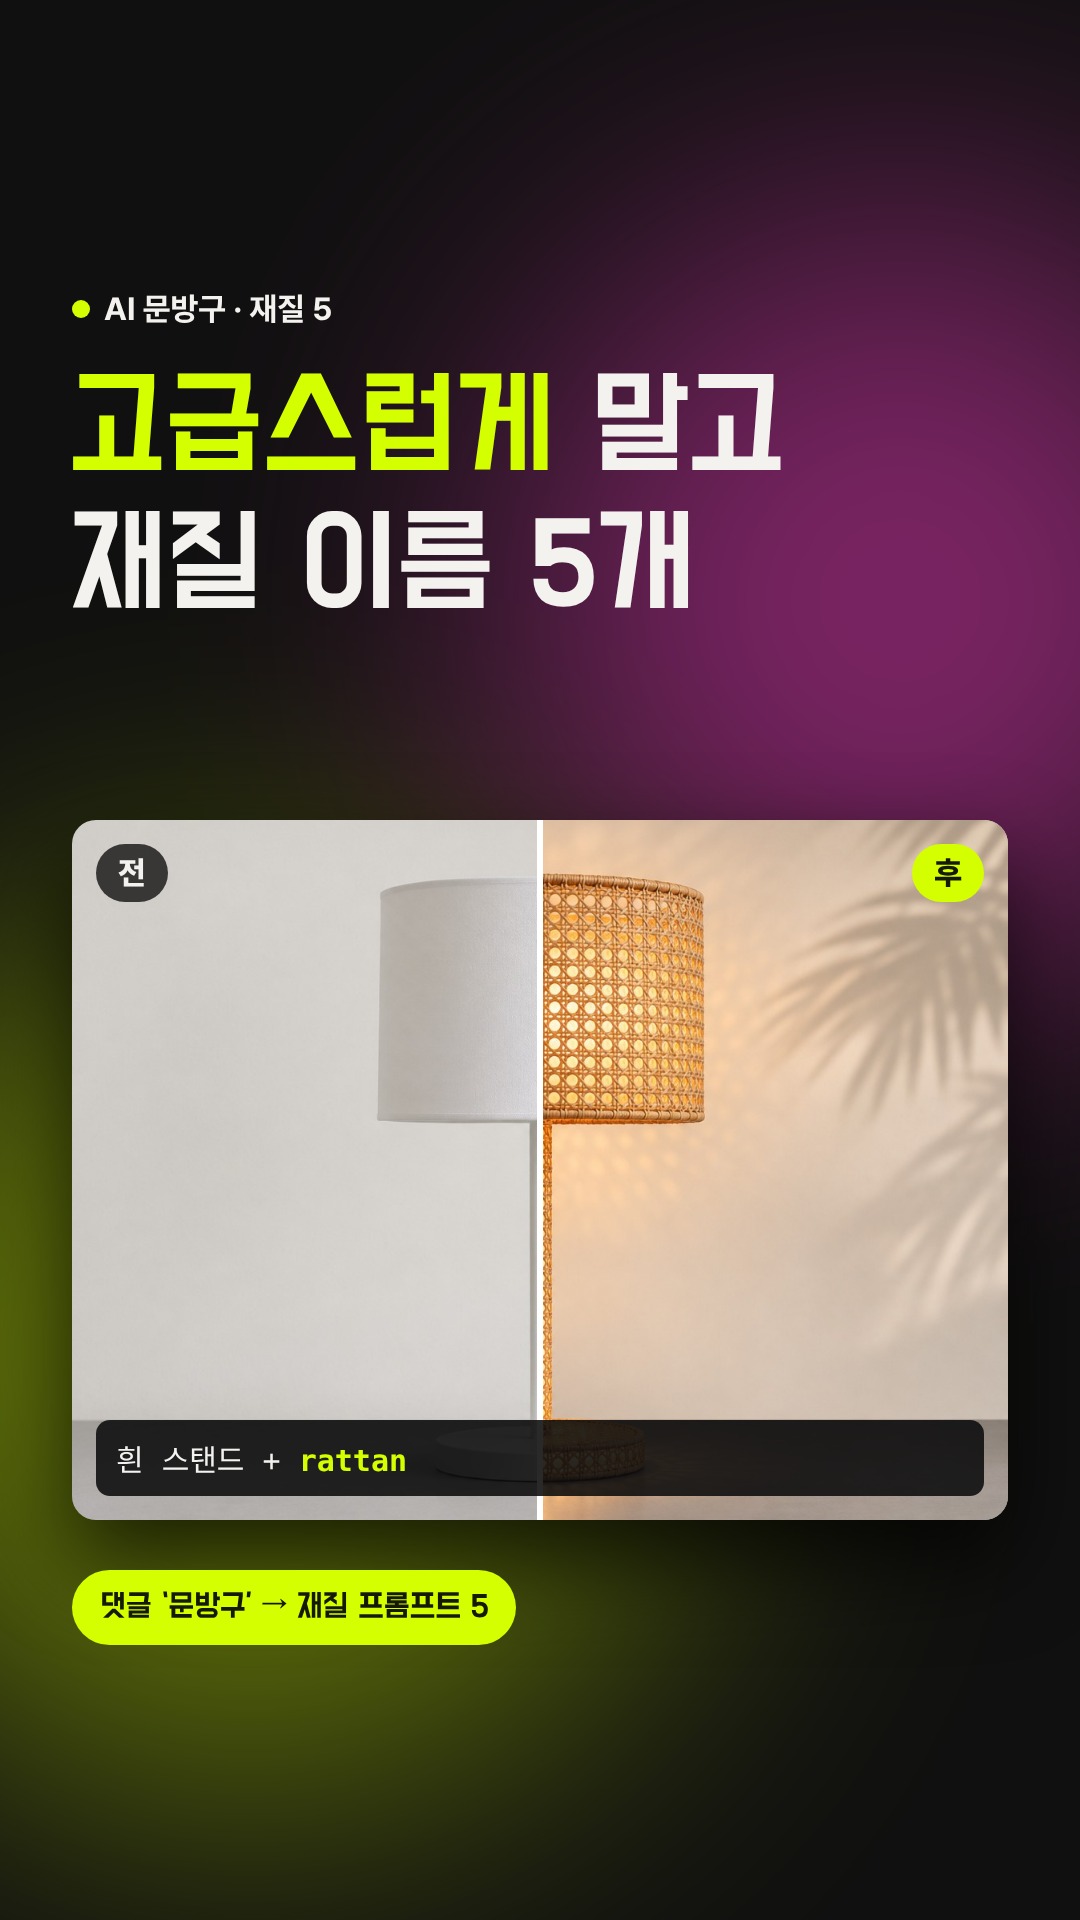 AI 문방구 · 재질 5
고급스럽게 말고
재질 이름 5개
전
후
흰 스탠드 + rattan
댓글 '문방구' → 재질 프롬프트 5